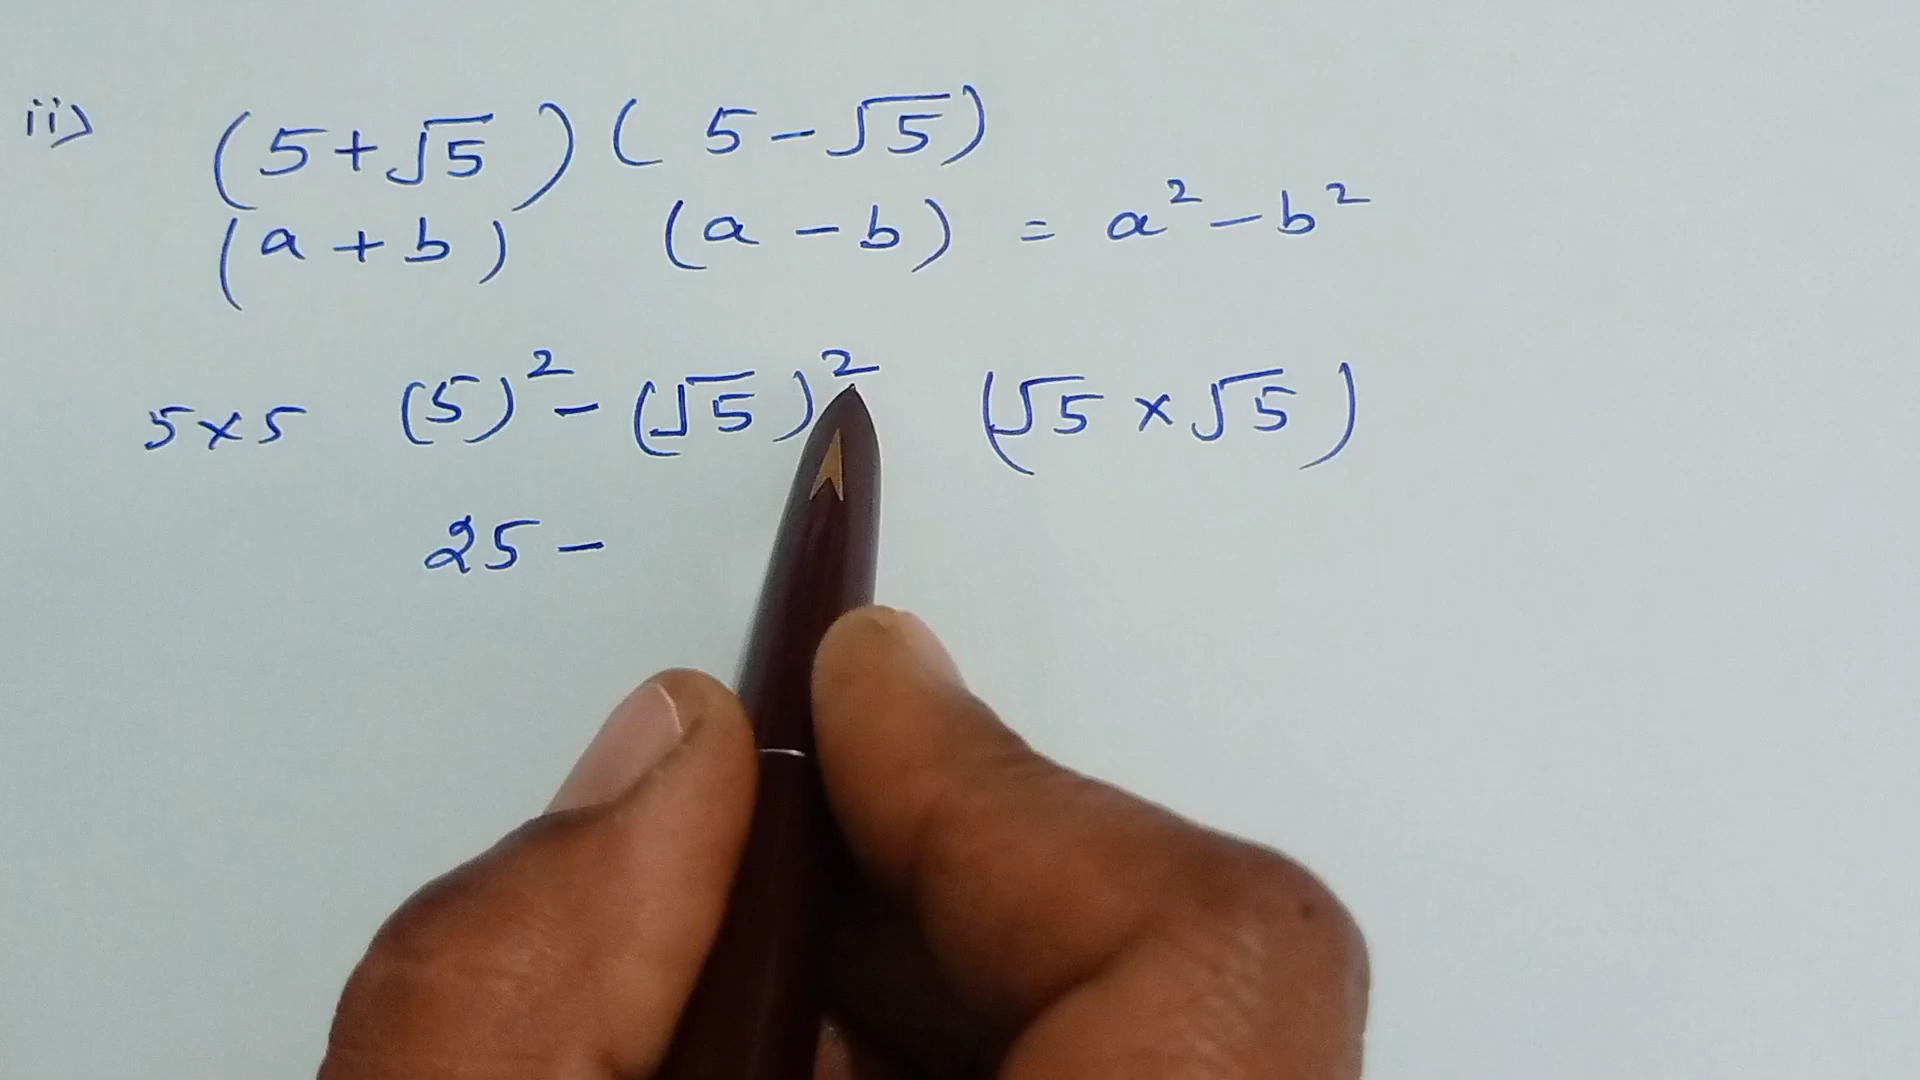 ii) (5+√5) (5-√5)
(a+b) (a-b) = a²-b²
5×5 (5)²-(√5)² (√5×√5)
25-